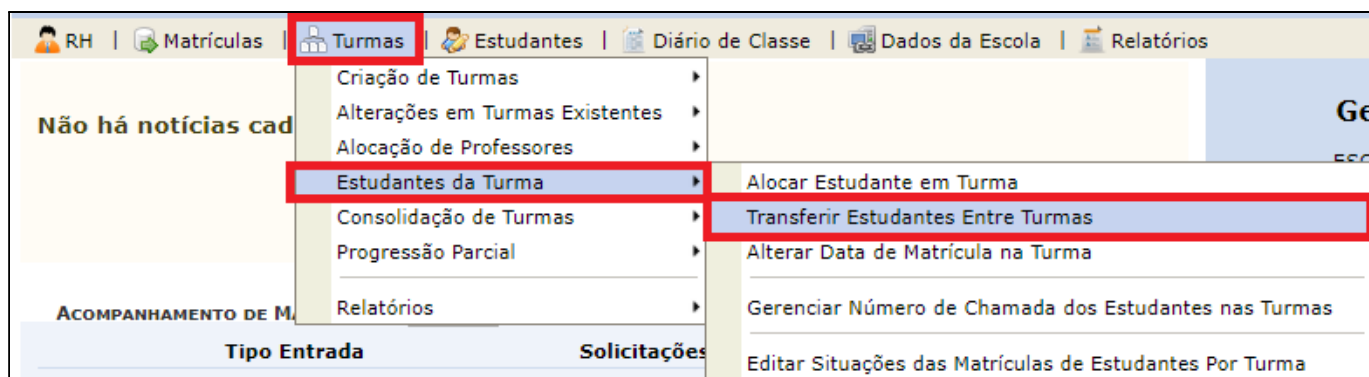 RH | Matrículas | Turmas | Estudantes | Diário de Classe | Dados da Escola | Relatórios
Criação de Turmas
Não há notícias cad
Alterações em Turmas Existentes
Ge
Alocação de Professores
ESC
Estudantes da Turma
Alocar Estudante em Turma
Consolidação de Turmas
Transferir Estudantes Entre Turmas
Progressão Parcial
Alterar Data de Matrícula na Turma
ACOMPANHAMENTO DE MA
Relatórios
Gerenciar Número de Chamada dos Estudantes nas Turmas
Tipo Entrada
Solicitações
Editar Situações das Matrículas de Estudantes Por Turma